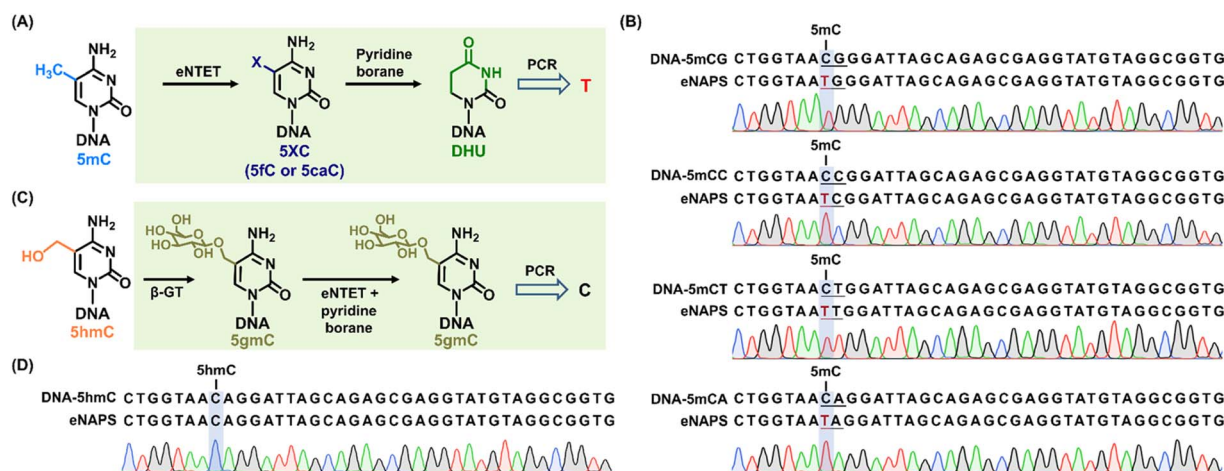 (A)
NH₂
H₃C
N
N
O
DNA
5mC
eNTET
X
NH₂
N
N
O
DNA
5XC
(5fC or 5caC)
Pyridine
borane
O
NH
N
O
DNA
DHU
PCR
T
(B)
5mC
DNA-5mCG CTGGTAACGGGATTAGCAGAGCGAGGTATGTAGGCGGTG
eNAPS CTGGTAATGGGATTAGCAGAGCGAGGTATGTAGGCGGTG
5mC
DNA-5mCC CTGGTAACCGGATTAGCAGAGCGAGGTATGTAGGCGGTG
eNAPS CTGGTAATCGGATTAGCAGAGCGAGGTATGTAGGCGGTG
5mC
DNA-5mCT CTGGTAACTGGATTAGCAGAGCGAGGTATGTAGGCGGTG
eNAPS CTGGTAATTGGATTAGCAGAGCGAGGTATGTAGGCGGTG
5mC
DNA-5mCA CTGGTAACAGGATTAGCAGAGCGAGGTATGTAGGCGGTG
eNAPS CTGGTAATAGGATTAGCAGAGCGAGGTATGTAGGCGGTG
(C)
NH₂
HO
N
N
O
DNA
5hmC
β-GT
OH
HO
HO
OH
O
O
NH₂
N
N
O
DNA
5gmC
eNTET +
pyridine
borane
OH
HO
HO
OH
O
O
NH₂
N
N
O
DNA
5gmC
PCR
C
(D)
5hmC
DNA-5hmC CTGGTAACAGGATTAGCAGAGCGAGGTATGTAGGCGGTG
eNAPS CTGGTAACAGGATTAGCAGAGCGAGGTATGTAGGCGGTG